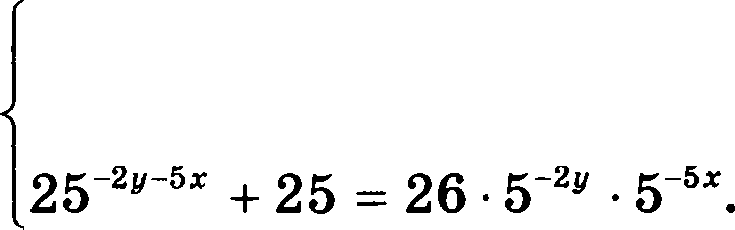 25^{-2y-5x} + 25 = 26 · 5^{-2y} · 5^{-5x}.